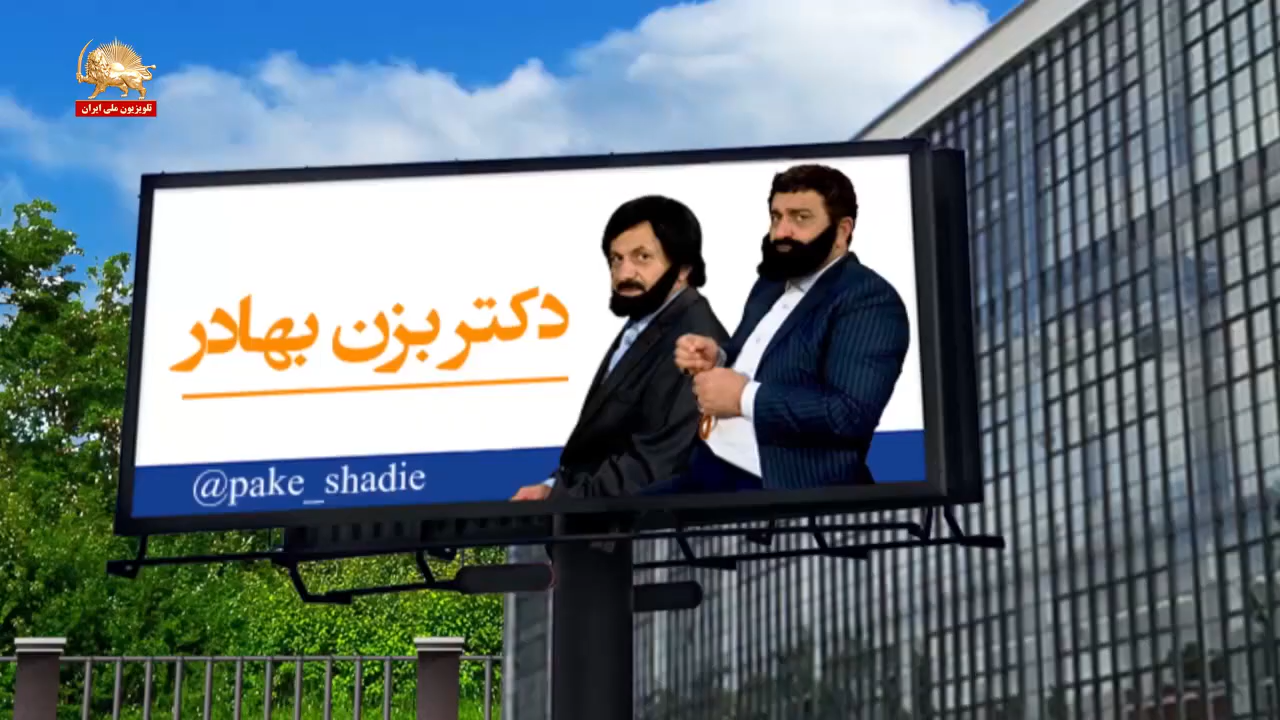 تلویزیون ملی ایران
دکتر بزن بهادر
@pake_shadie